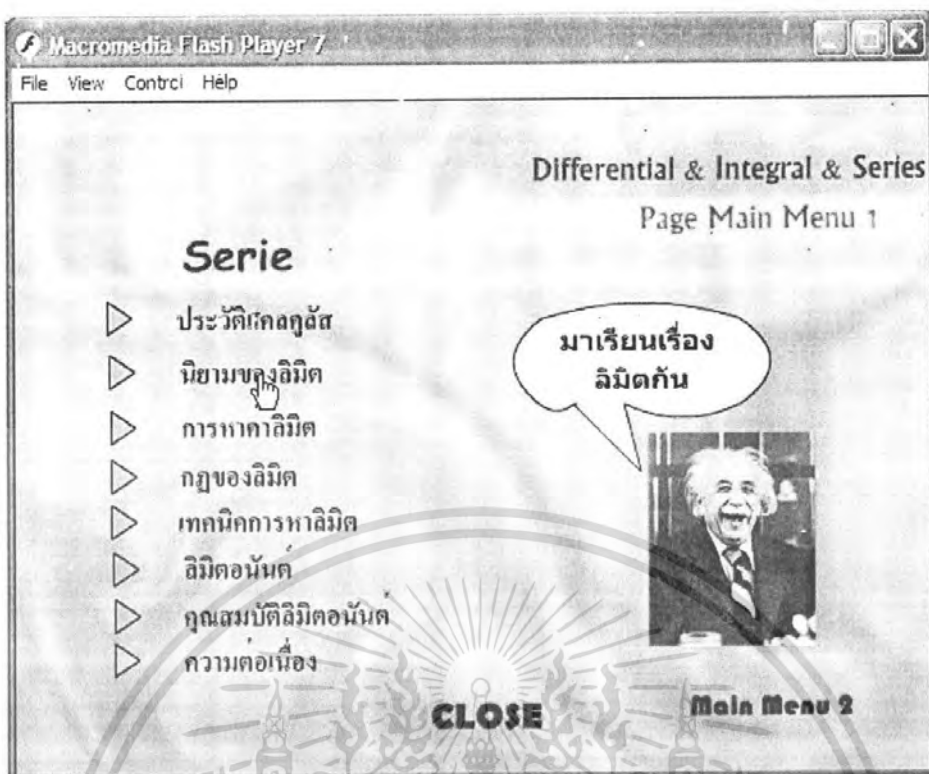 Macromedia Flash Player 7
File View Control Help
Differential & Integral & Series
Page Main Menu 1
Serie
ประวัติแคลคูลัส
นิยามของลิมิต
การหาคาลิมิต
กฎของลิมิต
เทคนิคการหาลิมิต
ลิมิตอนันต์
คุณสมบัติลิมิตอนันต์
ความต่อเนื่อง
มาเรียนเรื่อง
ลิมิตกัน
CLOSE
Main Menu 2